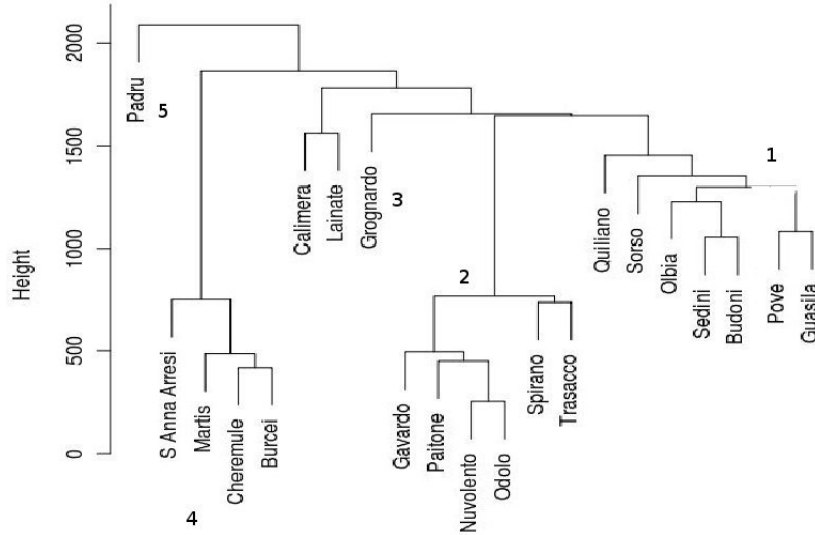 2000
1500
1000
500
0
Height
Padru
5
S Anna Arresi
Martis
Cheremule
Burcei
4
Calimera
Lainate
Grognardo
3
2
Gavardo
Paitone
Nuvolento
Odolo
Spirano
Trasacco
1
Quiliano
Sorso
Olbia
Sedini
Budoni
Pove
Guasila